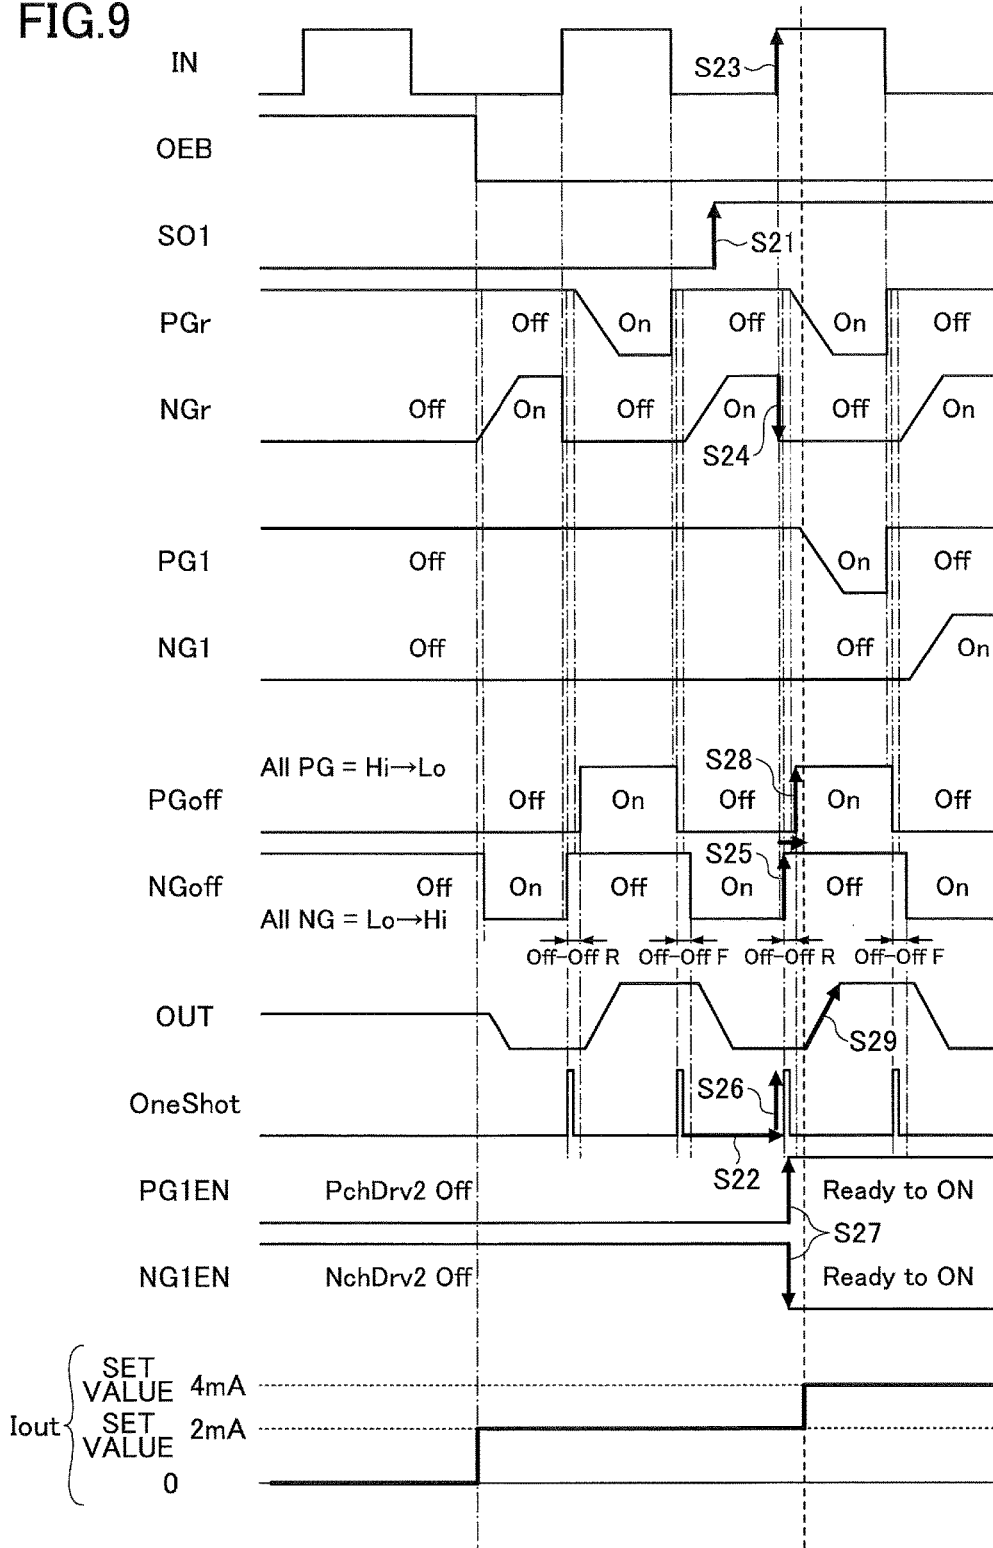 FIG.9
IN
S23
OEB
SO1
S21
PGr
Off
On
Off
On
Off
NGr
Off
On
Off
On
Off
On
S24
PG1
Off
On
Off
NG1
Off
Off
On
All PG = Hi→Lo
S28
PGoff
Off
On
Off
On
Off
S25
NGoff
Off
On
Off
On
Off
On
All NG = Lo→Hi
Off-Off R
Off-Off F
Off-Off R
Off-Off F
OUT
S29
OneShot
S26
S22
PG1EN
PchDrv2 Off
Ready to ON
S27
NG1EN
NchDrv2 Off
Ready to ON
Iout
SET
VALUE 4mA
SET
VALUE 2mA
0